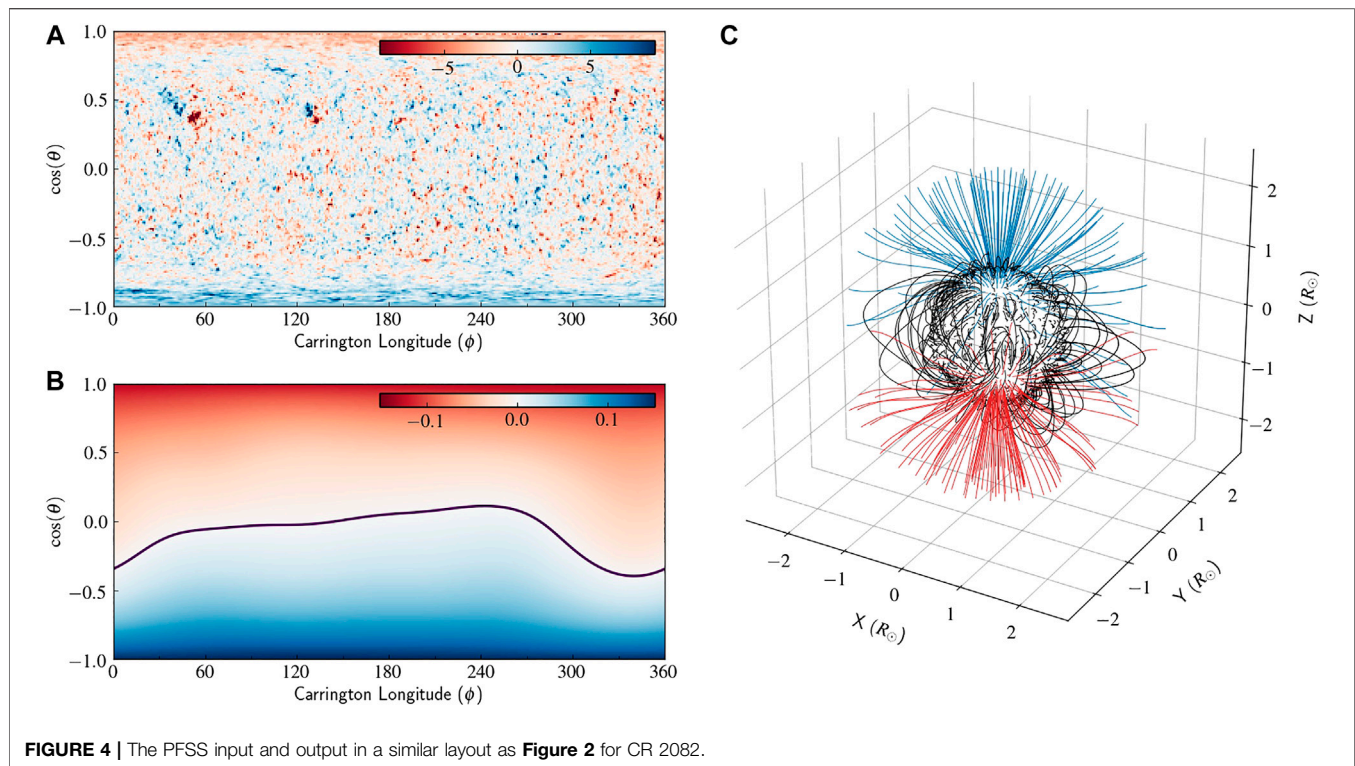 A
1.0
0.5
0.0
−0.5
−1.0
cos(θ)
−5 0 5
0 60 120 180 240 300 360
Carrington Longitude (ϕ)
B
1.0
0.5
0.0
−0.5
−1.0
cos(θ)
−0.1 0.0 0.1
0 60 120 180 240 300 360
Carrington Longitude (ϕ)
C
2
1
0
−1
−2
Z (R☉)
−2 −1 0 1 2
X (R☉)
−2 −1 0 1 2
Y (R☉)
FIGURE 4 | The PFSS input and output in a similar layout as Figure 2 for CR 2082.